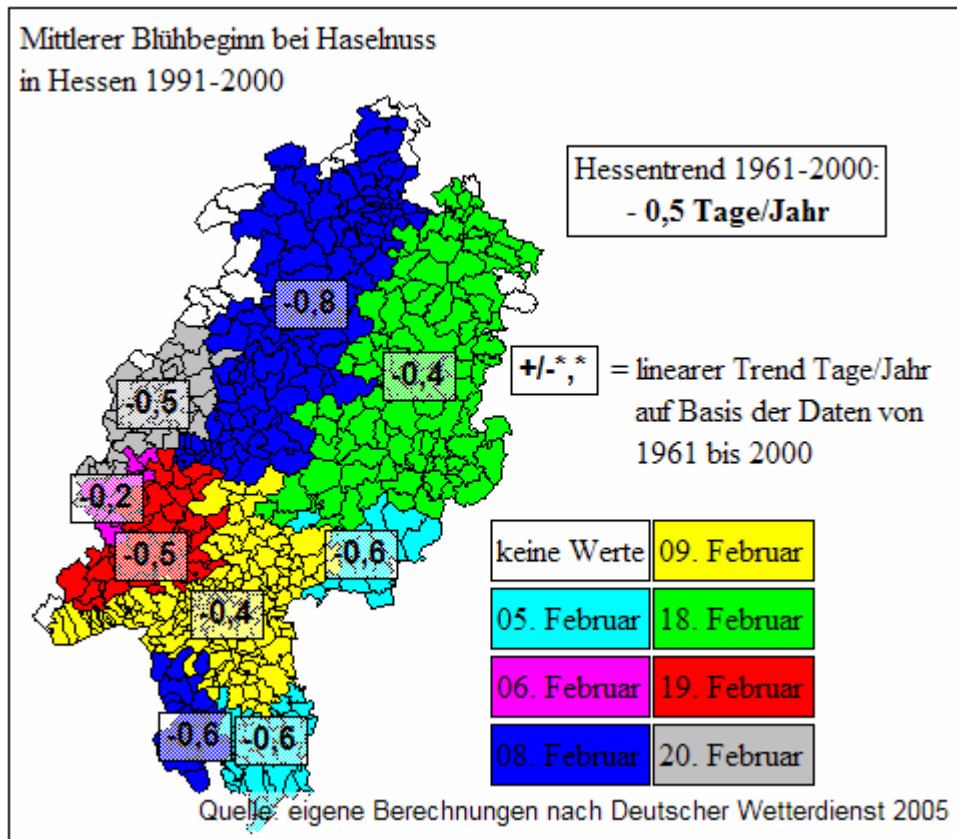 Mittlerer Blühbeginn bei Haselnuss
in Hessen 1991-2000
Hessentrend 1961-2000:
- 0,5 Tage/Jahr
-0,8
-0,4
+/-*,* = linearer Trend Tage/Jahr
auf Basis der Daten von
1961 bis 2000
-0,5
-0,2
-0,5
-0,6
-0,4
-0,6
-0,6
keine Werte
09. Februar
05. Februar
18. Februar
06. Februar
19. Februar
08. Februar
20. Februar
Quelle: eigene Berechnungen nach Deutscher Wetterdienst 2005